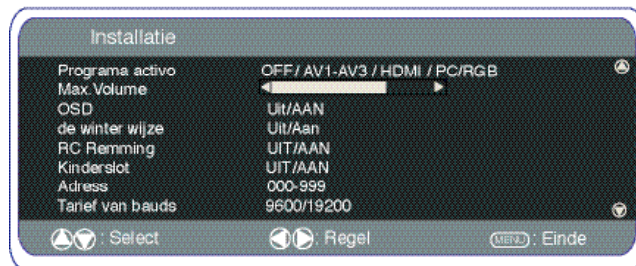 Installatie
Programa activo OFF/ AV1-AV3 / HDMI / PC/RGB
Max.Volume
OSD Uit/AAN
de winter wijze Uit/Aan
RC Remming UIT/AAN
Kinderslot UIT/AAN
Adress 000-999
Tarief van bauds 9600/19200
: Select : Regel MENU : Einde